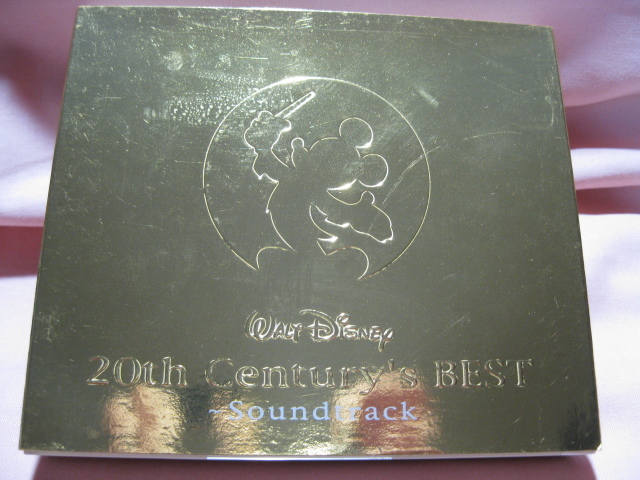 WALT DISNEY
20th Century's BEST
~Soundtrack